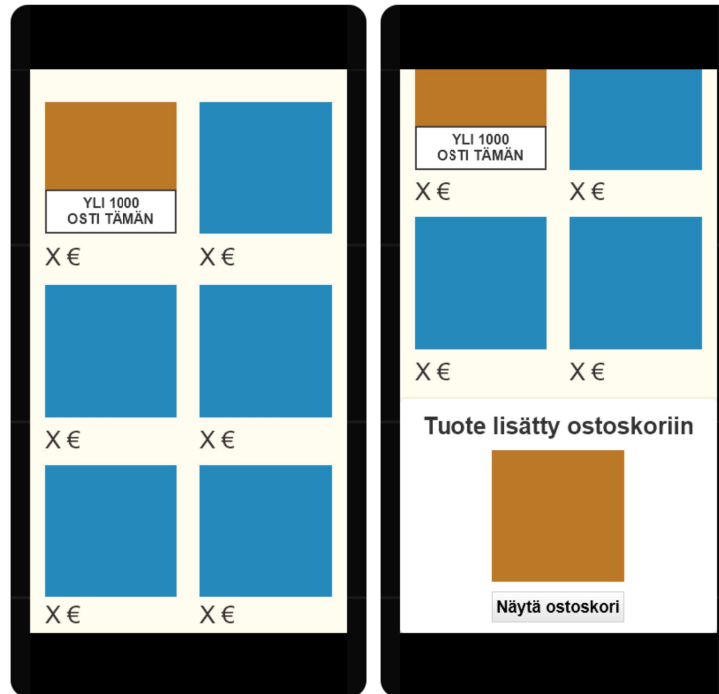 YLI 1000
OSTI TÄMÄN
X € X €
X € X €
X € X €
YLI 1000
OSTI TÄMÄN
X € X €
X € X €
Tuote lisätty ostoskoriin
Näytä ostoskori